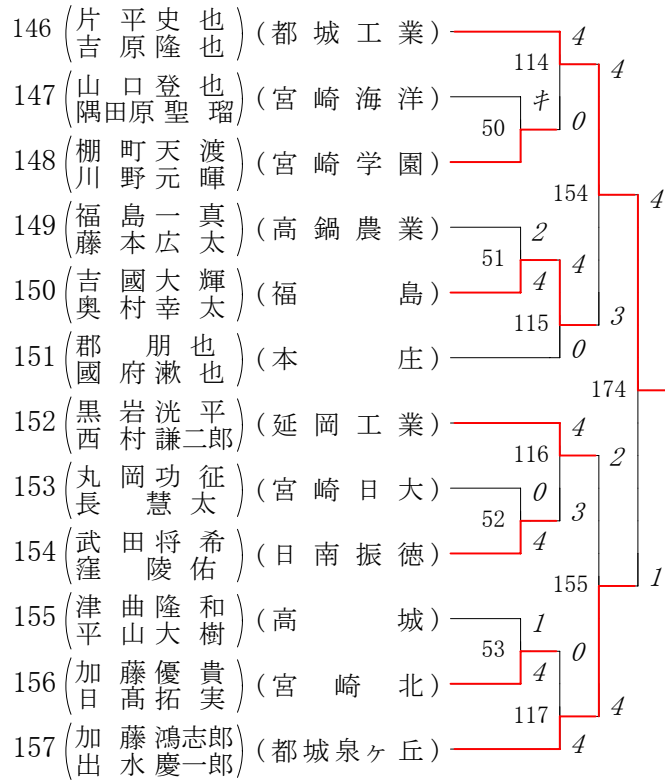 146 片平史也 吉原隆也 (都城工業)
147 山口登也 隅田原聖瑠 (宮崎海洋)
148 棚町天渡 川野元暉 (宮崎学園)
149 福島一真 藤本広太 (高鍋農業)
150 吉國大輝 奥村幸太 (福島)
151 郡朋也 國府漱也 (本庄)
152 黒岩洸平 西村謙二郎 (延岡工業)
153 丸岡功征 長慧太 (宮崎日大)
154 武田将希 窪陵佑 (日南振徳)
155 津曲隆和 平山大樹 (高城)
156 加藤優貴 日髙拓実 (宮崎北)
157 加藤鴻志郎 出水慶一郎 (都城泉ヶ丘)
4
114
4
キ
50
0
154
4
2
51
4
4
115
3
0
174
4
116
2
0
52
3
4
155
1
1
53
0
4
117
4
4